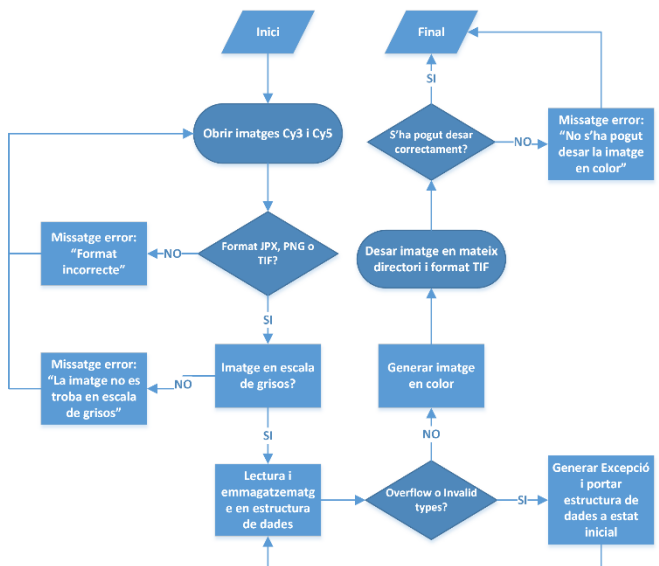 Inici
Obrir imatges Cy3 i Cy5
Format JPX, PNG o
TIF?
NO
Missatge error:
“Format
incorrecte”
SI
Imatge en escala
de grisos?
NO
Missatge error:
“La imatge no es
troba en escala
de grisos”
SI
Lectura i
emmagatzematg
e en estructura
de dades
Overflow o Invalid
types?
SI
Generar Excepció
i portar
estructura de
dades a estat
inicial
NO
Generar imatge
en color
Desar imatge en mateix
directori i format TIF
S’ha pogut desar
correctament?
NO
Missatge error:
“No s’ha pogut
desar la imatge
en color”
SI
Final